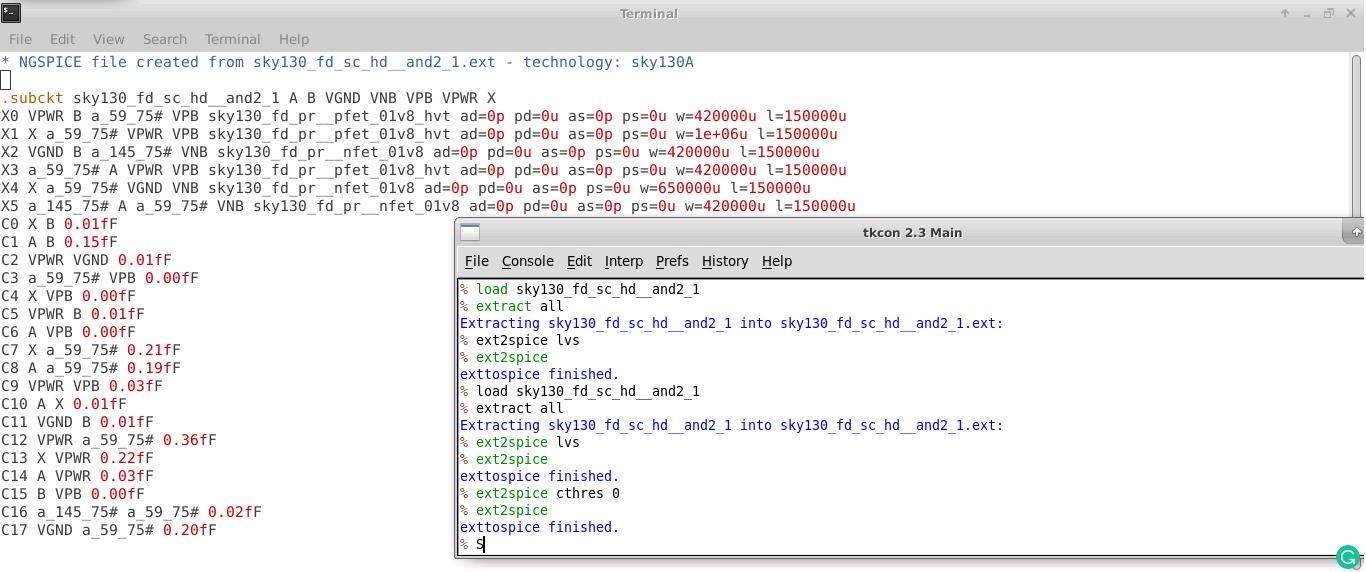 Terminal
File Edit View Search Terminal Help
* NGSPICE file created from sky130_fd_sc_hd__and2_1.ext - technology: sky130A
.subckt sky130_fd_sc_hd__and2_1 A B VGND VNB VPB VPWR X
X0 VPWR B a_59_75# VPB sky130_fd_pr__pfet_01v8_hvt ad=0p pd=0u as=0p ps=0u w=420000u l=150000u
X1 X a_59_75# VPWR VPB sky130_fd_pr__pfet_01v8_hvt ad=0p pd=0u as=0p ps=0u w=1e+06u l=150000u
X2 VGND B a_145_75# VNB sky130_fd_pr__nfet_01v8 ad=0p pd=0u as=0p ps=0u w=420000u l=150000u
X3 a_59_75# A VPWR VPB sky130_fd_pr__pfet_01v8_hvt ad=0p pd=0u as=0p ps=0u w=420000u l=150000u
X4 X a_59_75# VGND VNB sky130_fd_pr__nfet_01v8 ad=0p pd=0u as=0p ps=0u w=650000u l=150000u
X5 a_145_75# A a_59_75# VNB sky130_fd_pr__nfet_01v8 ad=0p pd=0u as=0p ps=0u w=420000u l=150000u
C0 X B 0.01fF
C1 A B 0.15fF
C2 VPWR VGND 0.01fF
C3 a_59_75# VPB 0.00fF
C4 X VPB 0.00fF
C5 VPWR B 0.01fF
C6 A VPB 0.00fF
C7 X a_59_75# 0.21fF
C8 A a_59_75# 0.19fF
C9 VPWR VPB 0.03fF
C10 A X 0.01fF
C11 VGND B 0.01fF
C12 VPWR a_59_75# 0.36fF
C13 X VPWR 0.22fF
C14 A VPWR 0.03fF
C15 B VPB 0.00fF
C16 a_145_75# a_59_75# 0.02fF
C17 VGND a_59_75# 0.20fF
tkcon 2.3 Main
File Console Edit Interp Prefs History Help
% load sky130_fd_sc_hd__and2_1
% extract all
Extracting sky130_fd_sc_hd__and2_1 into sky130_fd_sc_hd__and2_1.ext:
% ext2spice lvs
% ext2spice
exttospice finished.
% load sky130_fd_sc_hd__and2_1
% extract all
Extracting sky130_fd_sc_hd__and2_1 into sky130_fd_sc_hd__and2_1.ext:
% ext2spice lvs
% ext2spice
exttospice finished.
% ext2spice cthres 0
% ext2spice
exttospice finished.
% S